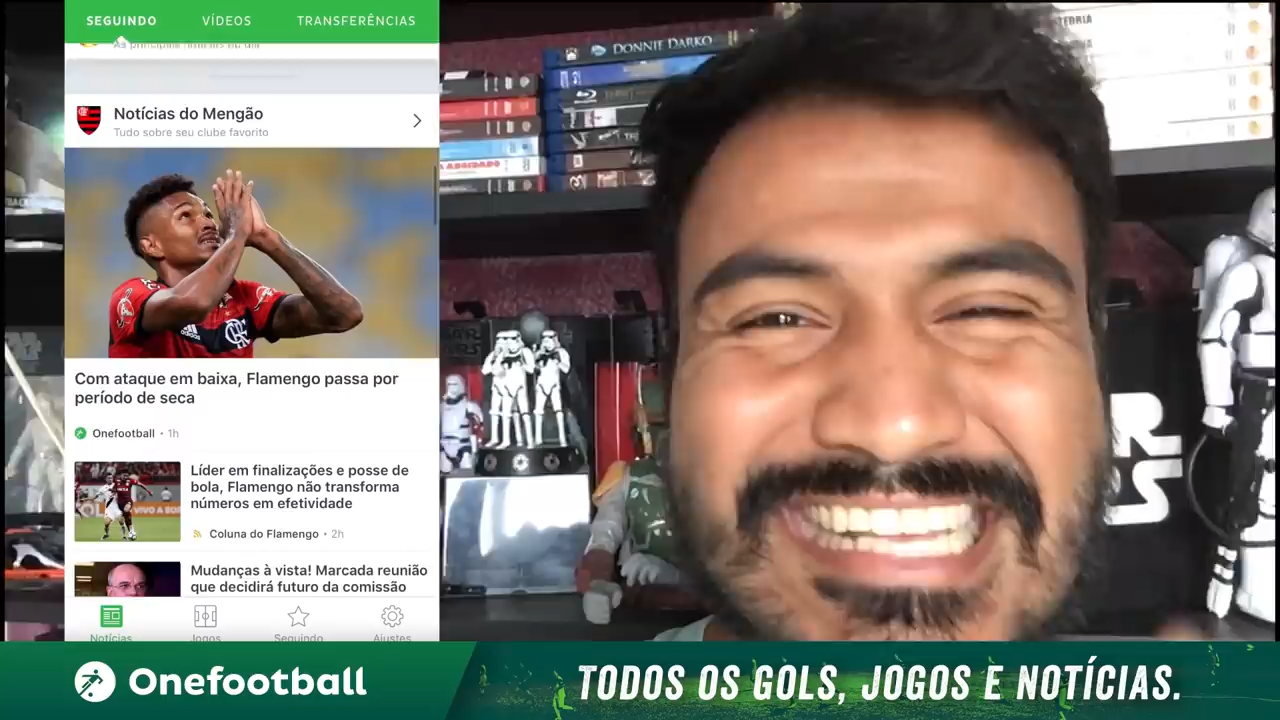 SEGUINDO
VÍDEOS
TRANSFERÊNCIAS
Notícias do Mengão
Tudo sobre seu clube favorito
Com ataque em baixa, Flamengo passa por
período de seca
Onefootball • 1h
Líder em finalizações e posse de
bola, Flamengo não transforma
números em efetividade
Coluna do Flamengo • 2h
Mudanças à vista! Marcada reunião
que decidirá futuro da comissão
Notícias
Jogos
Seguindo
Ajustes
DONNIE DARKO
Onefootball
TODOS OS GOLS, JOGOS E NOTÍCIAS.